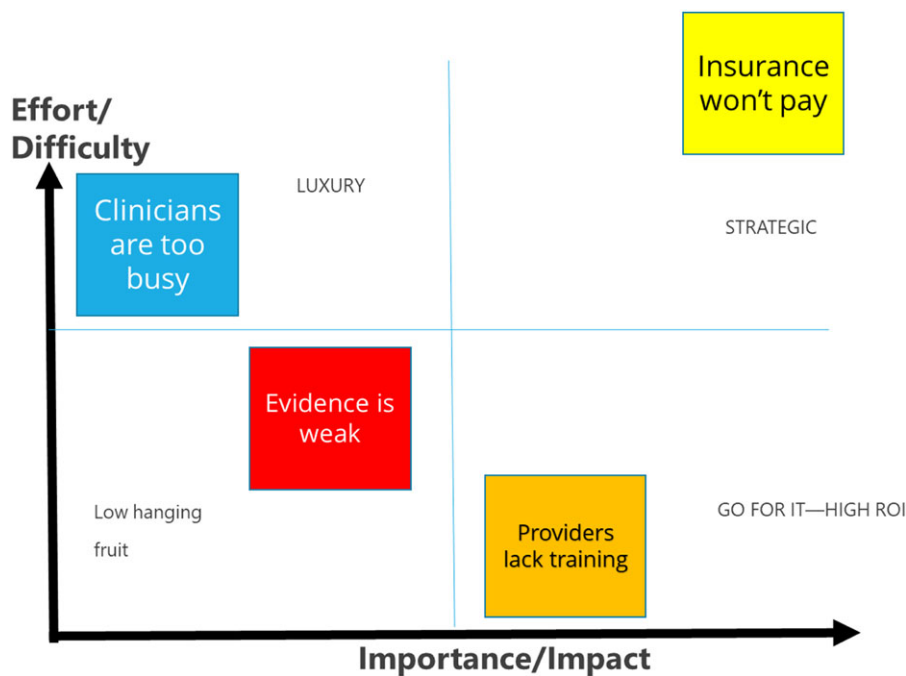 Insurance
won’t pay
Effort/
Difficulty
LUXURY
Clinicians
are too
busy
STRATEGIC
Evidence is
weak
Low hanging
fruit
GO FOR IT—HIGH ROI
Providers
lack training
Importance/Impact